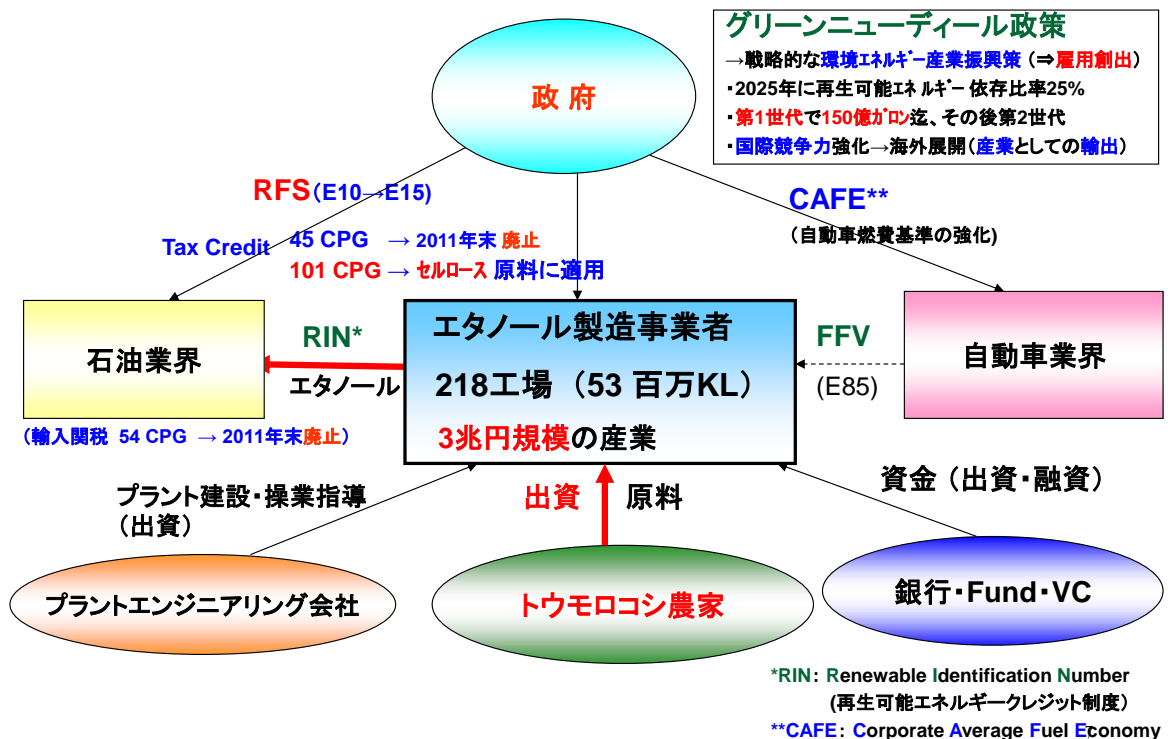 グリーンニューディール政策
→戦略的な環境エネルギー産業振興策 (⇒雇用創出)
・2025年に再生可能エネルギー 依存比率25%
・第1世代で150億ガロン迄、その後第2世代
・国際競争力強化→海外展開(産業としての輸出)
政 府
RFS(E10→E15)
CAFE**
(自動車燃費基準の強化)
Tax Credit 45 CPG → 2011年末 廃止
101 CPG → セルロース 原料に適用
石油業界
RIN*
エタノール
エタノール製造事業者
218工場 (53 百万KL)
3兆円規模の産業
FFV
(E85)
自動車業界
(輸入関税 54 CPG → 2011年末廃止)
プラント建設・操業指導
(出資)
出資 原料
資金 (出資・融資)
プラントエンジニアリング会社
トウモロコシ農家
銀行・Fund・VC
*RIN: Renewable Identification Number
(再生可能エネルギークレジット制度)
**CAFE: Corporate Average Fuel Economy